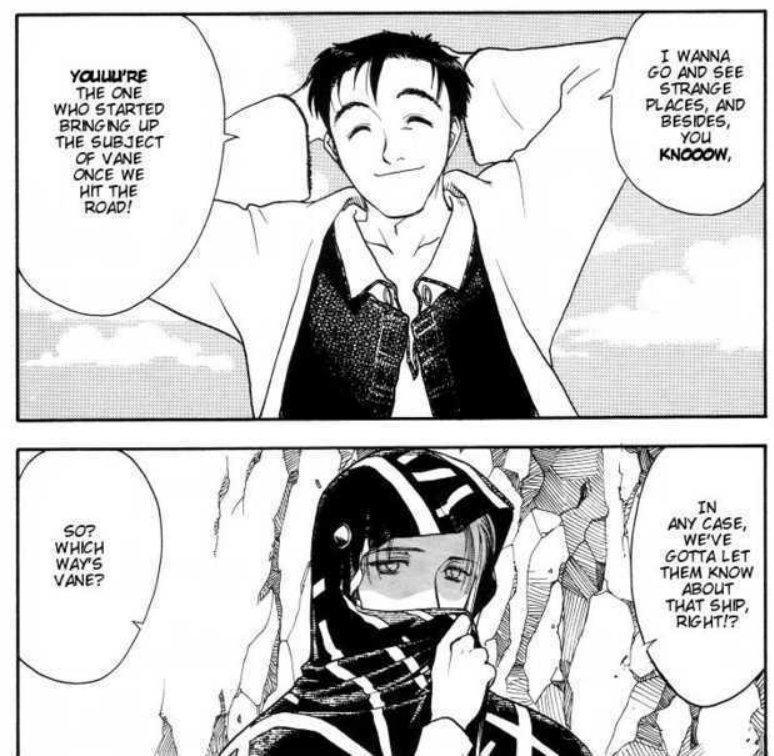 I WANNA
GO AND SEE
STRANGE
PLACES, AND
BESIDES,
YOU
KNOOOW,
YOUUU'RE
THE ONE
WHO STARTED
BRINGING UP
THE SUBJECT
OF VANE
ONCE WE
HIT THE
ROAD!
IN
ANY CASE,
WE'VE
GOTTA LET
THEM KNOW
ABOUT
THAT SHIP,
RIGHT!?
SO?
WHICH
WAY'S
VANE?